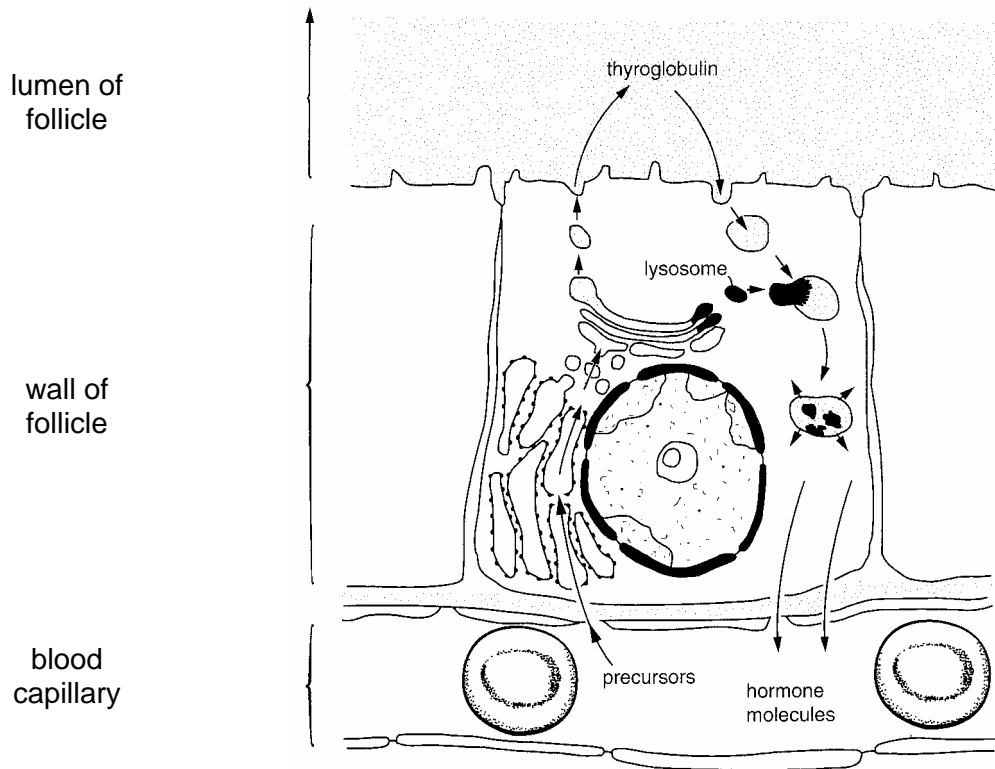 lumen of
follicle
thyroglobulin
lysosome
wall of
follicle
blood
capillary
precursors
hormone
molecules